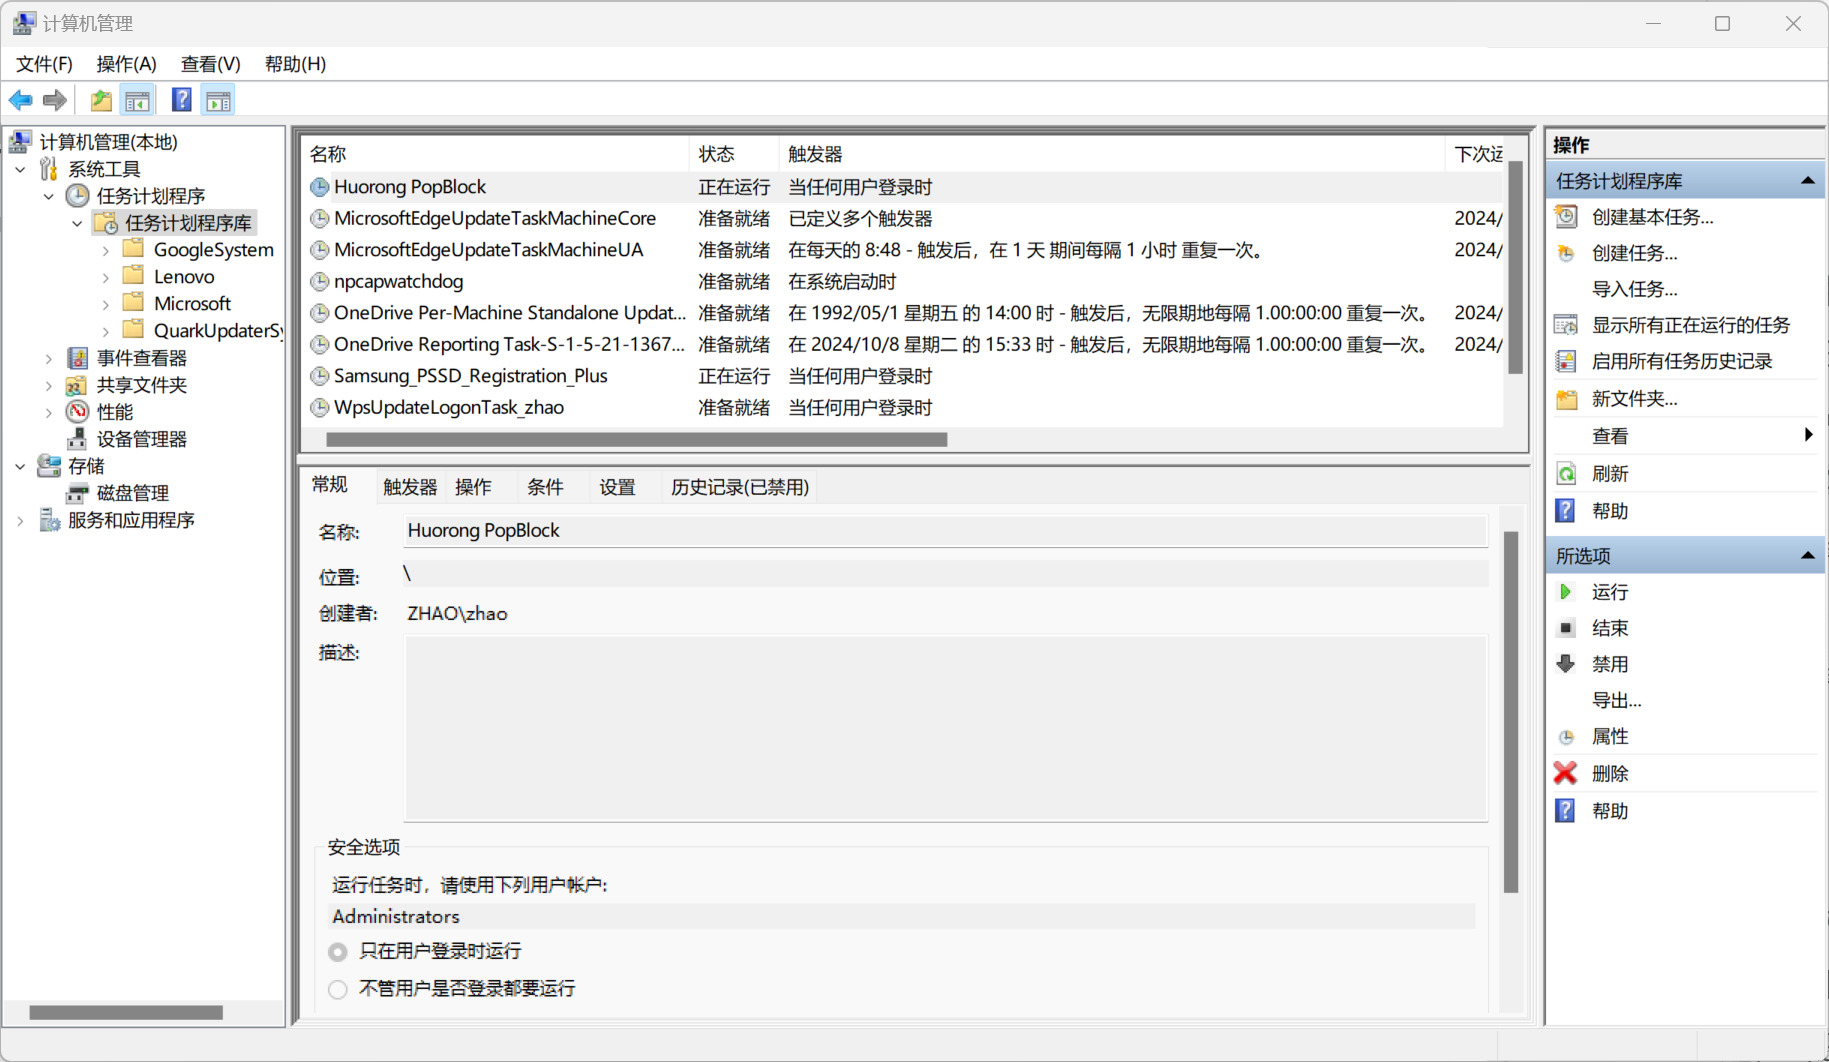 计算机管理
文件(F) 操作(A) 查看(V) 帮助(H)
计算机管理(本地)
系统工具
任务计划程序
任务计划程序库
GoogleSystem
Lenovo
Microsoft
QuarkUpdaterSy
事件查看器
共享文件夹
性能
设备管理器
存储
磁盘管理
服务和应用程序
名称 状态 触发器 下次运
Huorong PopBlock 正在运行 当任何用户登录时
MicrosoftEdgeUpdateTaskMachineCore 准备就绪 已定义多个触发器 2024/
MicrosoftEdgeUpdateTaskMachineUA 准备就绪 在每天的 8:48 - 触发后，在 1 天 期间每隔 1 小时 重复一次。 2024/
npcapwatchdog 准备就绪 在系统启动时
OneDrive Per-Machine Standalone Updat... 准备就绪 在 1992/05/1 星期五 的 14:00 时 - 触发后，无限期地每隔 1.00:00:00 重复一次。 2024/
OneDrive Reporting Task-S-1-5-21-1367... 准备就绪 在 2024/10/8 星期二 的 15:33 时 - 触发后，无限期地每隔 1.00:00:00 重复一次。 2024/
Samsung_PSSD_Registration_Plus 正在运行 当任何用户登录时
WpsUpdateLogonTask_zhao 准备就绪 当任何用户登录时
常规 触发器 操作 条件 设置 历史记录(已禁用)
名称: Huorong PopBlock
位置: \
创建者: ZHAO\zhao
描述:
安全选项
运行任务时，请使用下列用户帐户:
Administrators
只在用户登录时运行
不管用户是否登录都要运行
操作
任务计划程序库
创建基本任务...
创建任务...
导入任务...
显示所有正在运行的任务
启用所有任务历史记录
新文件夹...
查看
刷新
帮助
所选项
运行
结束
禁用
导出...
属性
删除
帮助